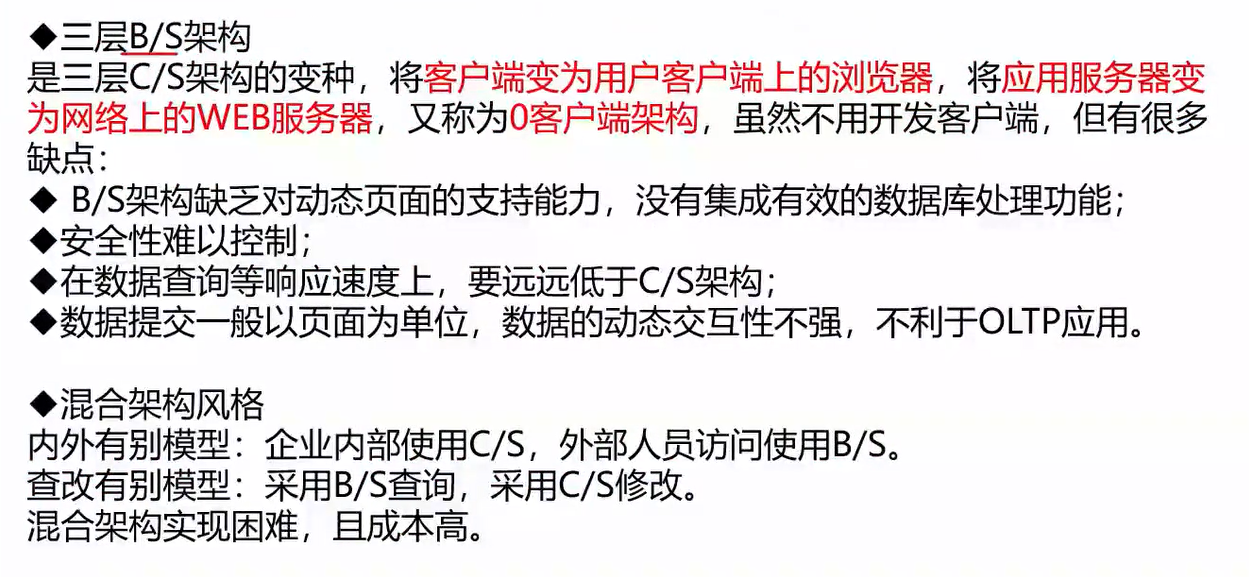 ◆三层B/S架构
是三层C/S架构的变种，将客户端变为用户客户端上的浏览器，将应用服务器变
为网络上的WEB服务器，又称为0客户端架构，虽然不用开发客户端，但有很多
缺点：
◆ B/S架构缺乏对动态页面的支持能力，没有集成有效的数据库处理功能；
◆安全性难以控制；
◆在数据查询等响应速度上，要远远低于C/S架构；
◆数据提交一般以页面为单位，数据的动态交互性不强，不利于OLTP应用。
◆混合架构风格
内外有别模型：企业内部使用C/S，外部人员访问使用B/S。
查改有别模型：采用B/S查询，采用C/S修改。
混合架构实现困难，且成本高。